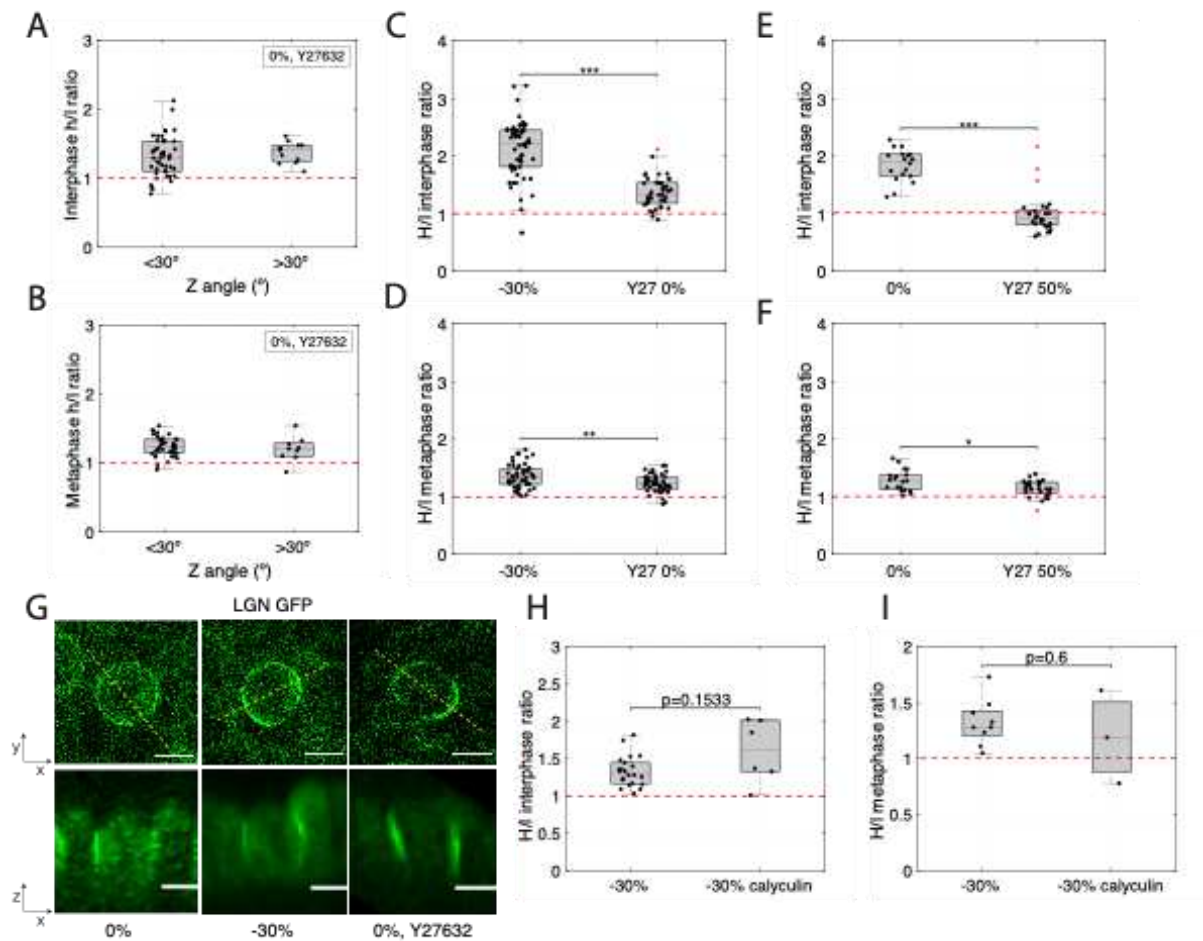 A
3
0%, Y27632
2
1
0
Interphase h/l ratio
<30º
>30º
Z angle (º)
C
4
***
3
2
1
0
H/l interphase ratio
-30%
Y27 0%
E
4
***
3
2
1
0
H/l interphase ratio
0%
Y27 50%
B
3
0%, Y27632
2
1
0
Metaphase h/l ratio
<30º
>30º
Z angle (º)
D
4
3
**
2
1
0
H/l metaphase ratio
-30%
Y27 0%
F
4
3
*
2
1
0
H/l metaphase ratio
0%
Y27 50%
G
LGN GFP
y
x
z
x
0%
-30%
0%, Y27632
H
3
2.5
p=0.1533
2
1.5
1
0.5
0
H/l interphase ratio
-30%
-30% calyculin
I
2
p=0.6
1.5
1
0.5
0
H/l metaphase ratio
-30%
-30% calyculin